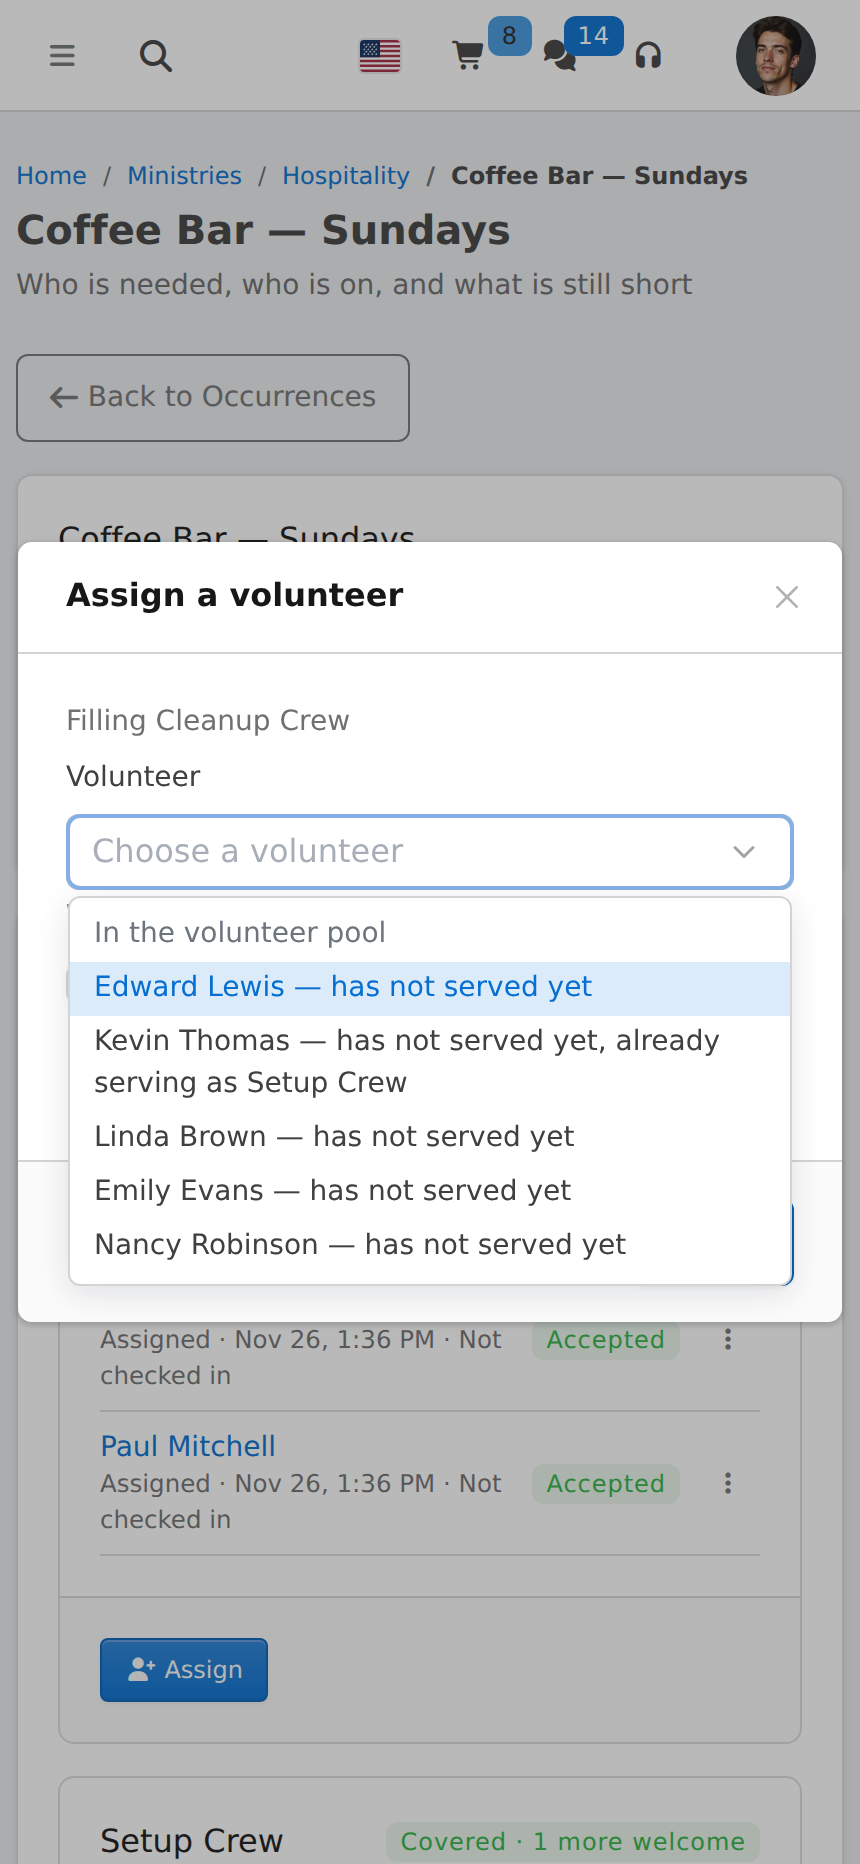 8
14
Home / Ministries / Hospitality / Coffee Bar — Sundays
Coffee Bar — Sundays
Who is needed, who is on, and what is still short
Back to Occurrences
Coffee Bar — Sundays
Assign a volunteer
Filling Cleanup Crew
Volunteer
Choose a volunteer
In the volunteer pool
Edward Lewis — has not served yet
Kevin Thomas — has not served yet, already
serving as Setup Crew
Linda Brown — has not served yet
Emily Evans — has not served yet
Nancy Robinson — has not served yet
Assigned · Nov 26, 1:36 PM · Not
checked in
Accepted
Paul Mitchell
Assigned · Nov 26, 1:36 PM · Not
checked in
Accepted
Assign
Setup Crew
Covered · 1 more welcome